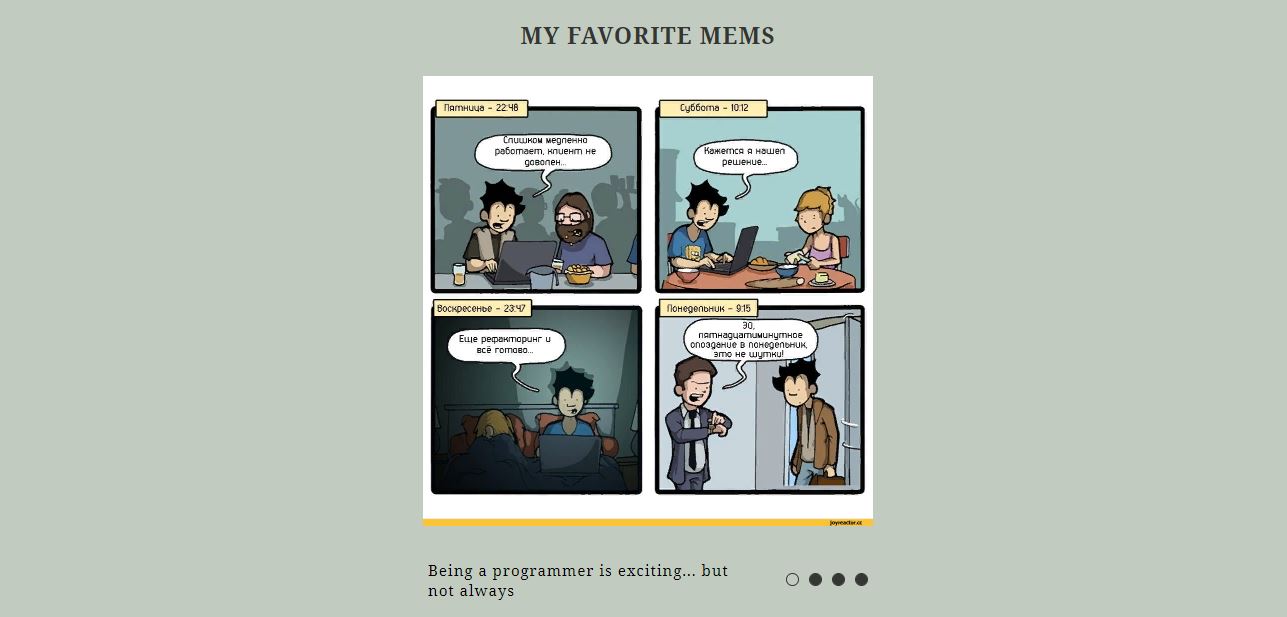 MY FAVORITE MEMS
Пятница - 22:48
Слишком медленно
работает, клиент не
доволен...
Суббота - 10:12
Кажется я нашел
решение...
Воскресенье - 23:47
Еще рефакторинг и
всё готово...
Понедельник - 9:15
ЭЙ,
пятнадцатиминутное
опоздание в понедельник,
это не шутки!
joyreactor.cc
Being a programmer is exciting... but
not always